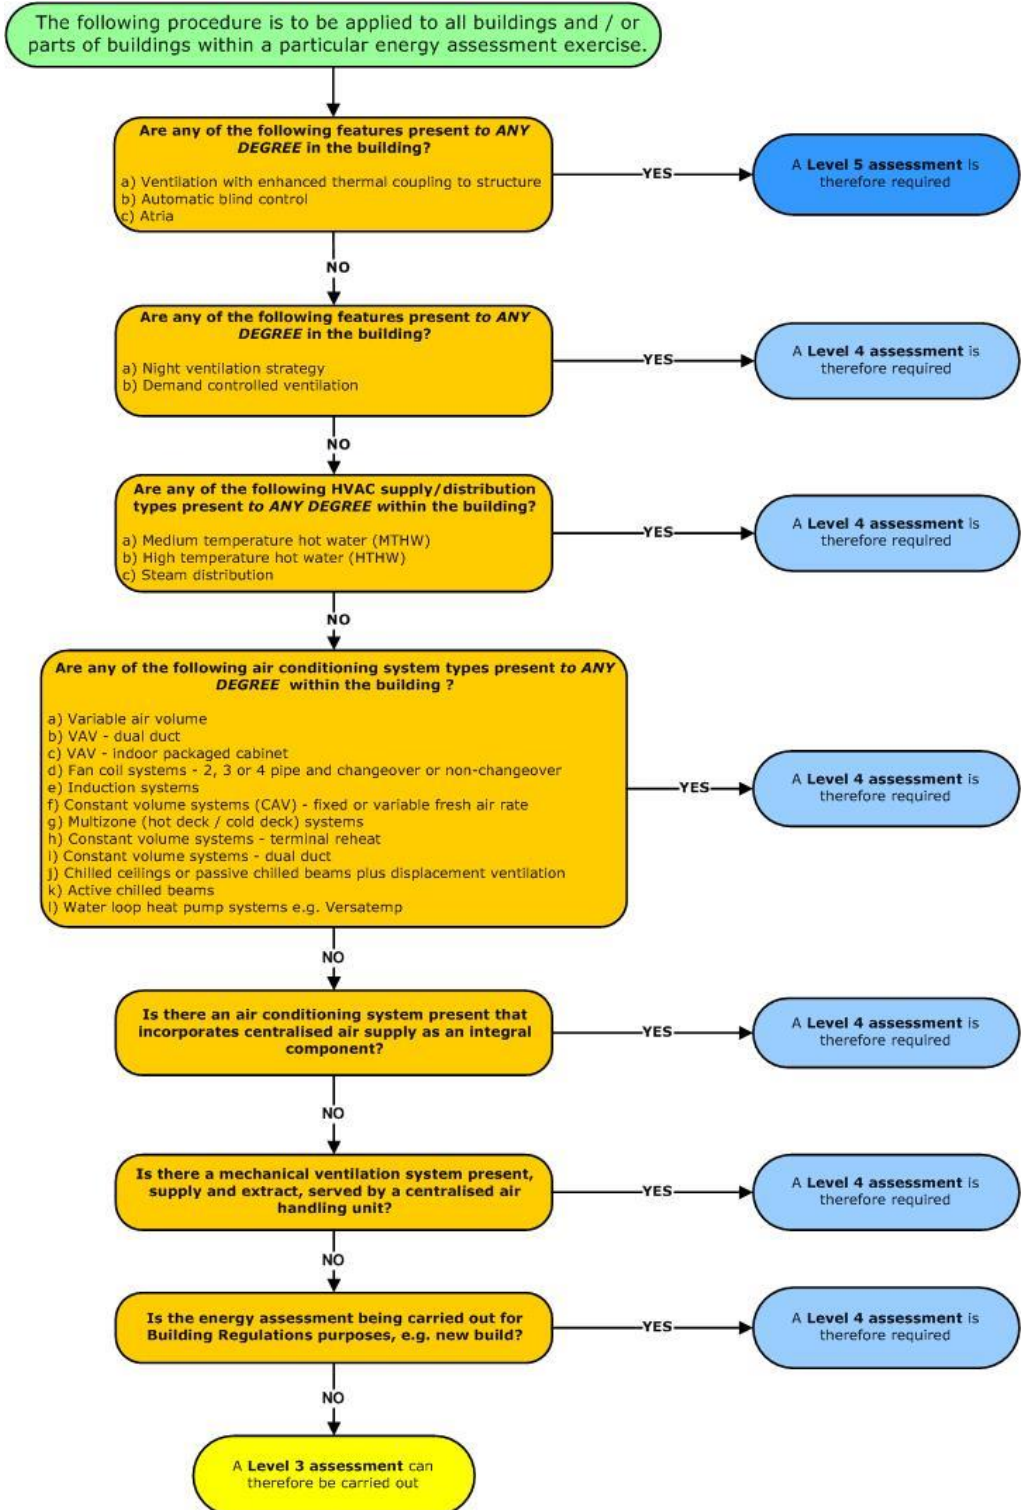 The following procedure is to be applied to all buildings and / or
parts of buildings within a particular energy assessment exercise.
Are any of the following features present to ANY
DEGREE in the building?
a) Ventilation with enhanced thermal coupling to structure
b) Automatic blind control
c) Atria
YES
A Level 5 assessment is
therefore required
NO
Are any of the following features present to ANY
DEGREE in the building?
a) Night ventilation strategy
b) Demand controlled ventilation
YES
A Level 4 assessment is
therefore required
NO
Are any of the following HVAC supply/distribution
types present to ANY DEGREE within the building?
a) Medium temperature hot water (MTHW)
b) High temperature hot water (HTHW)
c) Steam distribution
YES
A Level 4 assessment is
therefore required
NO
Are any of the following air conditioning system types present to ANY
DEGREE within the building ?
a) Variable air volume
b) VAV - dual duct
c) VAV - indoor packaged cabinet
d) Fan coil systems - 2, 3 or 4 pipe and changeover or non-changeover
e) Induction systems
f) Constant volume systems (CAV) - fixed or variable fresh air rate
g) Multizone (hot deck / cold deck) systems
h) Constant volume systems - terminal reheat
i) Constant volume systems - dual duct
j) Chilled ceilings or passive chilled beams plus displacement ventilation
k) Active chilled beams
l) Water loop heat pump systems e.g. Versatemp
YES
A Level 4 assessment is
therefore required
NO
Is there an air conditioning system present that
incorporates centralised air supply as an integral
component?
YES
A Level 4 assessment is
therefore required
NO
Is there a mechanical ventilation system present,
supply and extract, served by a centralised air
handling unit?
YES
A Level 4 assessment is
therefore required
NO
Is the energy assessment being carried out for
Building Regulations purposes, e.g. new build?
YES
A Level 4 assessment is
therefore required
NO
A Level 3 assessment can
therefore be carried out